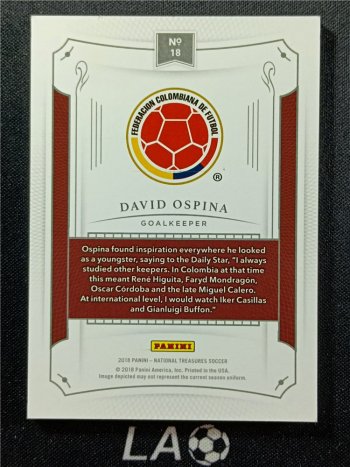 Nº
18
FEDERACION COLOMBIANA DE FUTBOL
®
DAVID OSPINA
GOALKEEPER
Ospina found inspiration everywhere he looked
as a youngster, saying to the Daily Star, "I always
studied other keepers. In Colombia at that time
this meant René Higuita, Faryd Mondragón,
Oscar Córdoba and the late Miguel Calero.
At international level, I would watch Iker Casillas
and Gianluigi Buffon."
PANINI
2018 PANINI – NATIONAL TREASURES SOCCER
© 2018 Panini America, Inc. Printed in the USA.
Image depicted may not represent the current season uniform.
LA